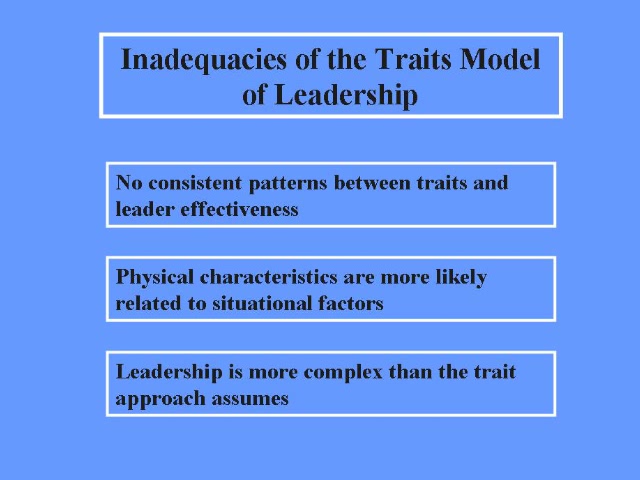 Inadequacies of the Traits Model
of Leadership
No consistent patterns between traits and
leader effectiveness
Physical characteristics are more likely
related to situational factors
Leadership is more complex than the trait
approach assumes